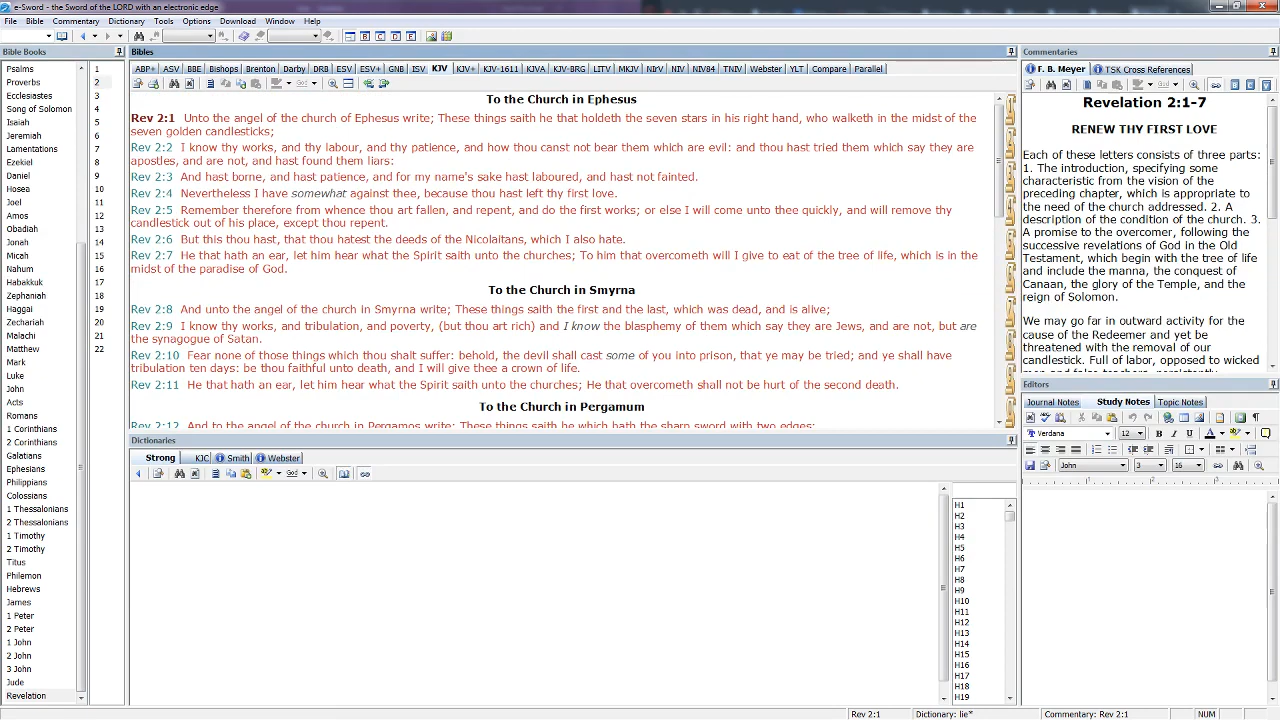 e-Sword - the Sword of the LORD with an electronic edge
File Bible Commentary Dictionary Tools Options Download Window Help
B C D E
Bible Books
Psalms
Proverbs
Ecclesiastes
Song of Solomon
Isaiah
Jeremiah
Lamentations
Ezekiel
Daniel
Hosea
Joel
Amos
Obadiah
Jonah
Micah
Nahum
Habakkuk
Zephaniah
Haggai
Zechariah
Malachi
Matthew
Mark
Luke
John
Acts
Romans
1 Corinthians
2 Corinthians
Galatians
Ephesians
Philippians
Colossians
1 Thessalonians
2 Thessalonians
1 Timothy
2 Timothy
Titus
Philemon
Hebrews
James
1 Peter
2 Peter
1 John
2 John
3 John
Jude
Revelation
1
2
3
4
5
6
7
8
9
10
11
12
13
14
15
16
17
18
19
20
21
22
Bibles
ABP+ ASV BBE Bishops Brenton Darby DRB ESV ESV+ GNB ISV KJV KJV+ KJV-1611 KJVA KJV-BRG LITV MKJV NIrV NIV NIV84 TNIV Webster YLT Compare Parallel
To the Church in Ephesus
Rev 2:1 Unto the angel of the church of Ephesus write; These things saith he that holdeth the seven stars in his right hand, who walketh in the midst of the
seven golden candlesticks;
Rev 2:2 I know thy works, and thy labour, and thy patience, and how thou canst not bear them which are evil: and thou hast tried them which say they are
apostles, and are not, and hast found them liars:
Rev 2:3 And hast borne, and hast patience, and for my name's sake hast laboured, and hast not fainted.
Rev 2:4 Nevertheless I have somewhat against thee, because thou hast left thy first love.
Rev 2:5 Remember therefore from whence thou art fallen, and repent, and do the first works; or else I will come unto thee quickly, and will remove thy
candlestick out of his place, except thou repent.
Rev 2:6 But this thou hast, that thou hatest the deeds of the Nicolaitans, which I also hate.
Rev 2:7 He that hath an ear, let him hear what the Spirit saith unto the churches; To him that overcometh will I give to eat of the tree of life, which is in the
midst of the paradise of God.
To the Church in Smyrna
Rev 2:8 And unto the angel of the church in Smyrna write; These things saith the first and the last, which was dead, and is alive;
Rev 2:9 I know thy works, and tribulation, and poverty, (but thou art rich) and I know the blasphemy of them which say they are Jews, and are not, but are
the synagogue of Satan.
Rev 2:10 Fear none of those things which thou shalt suffer: behold, the devil shall cast some of you into prison, that ye may be tried; and ye shall have
tribulation ten days: be thou faithful unto death, and I will give thee a crown of life.
Rev 2:11 He that hath an ear, let him hear what the Spirit saith unto the churches; He that overcometh shall not be hurt of the second death.
To the Church in Pergamum
Rev 2:12 And to the angel of the church in Pergamos write; These things saith he which hath the sharp sword with two edges;
Dictionaries
Strong KJC Smith Webster
H1
H2
H3
H4
H5
H6
H7
H8
H9
H10
H11
H12
H13
H14
H15
H16
H17
H18
H19
Commentaries
F. B. Meyer TSK Cross References
Revelation 2:1-7
RENEW THY FIRST LOVE
Each of these letters consists of three parts:
1. The introduction, specifying some
characteristic from the vision of the
preceding chapter, which is appropriate to
the need of the church addressed. 2. A
description of the condition of the church. 3.
A promise to the overcomer, following the
successive revelations of God in the Old
Testament, which begin with the tree of life
and include the manna, the conquest of
Canaan, the glory of the Temple, and the
reign of Solomon.
We may go far in outward activity for the
cause of the Redeemer and yet be
threatened with the removal of our
candlestick. Full of labor, opposed to wicked
men and false teachers, persistently
Editors
Journal Notes Study Notes Topic Notes
Verdana 12 B I U A
John 3 16
1 2 3
Rev 2:1 Dictionary: lie* Commentary: Rev 2:1 NUM